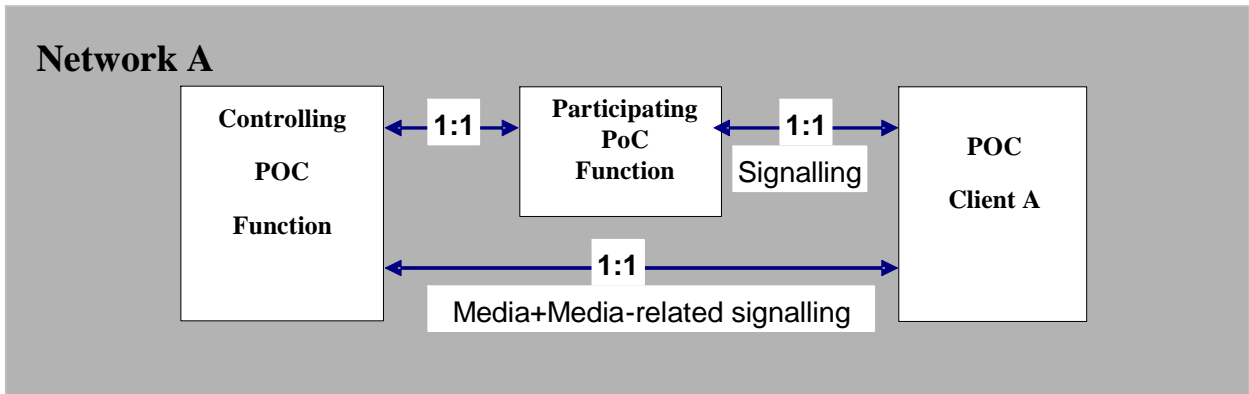 Network A
Controlling
POC
Function
1:1
Participating
PoC
Function
1:1
Signalling
POC
Client A
1:1
Media+Media-related signalling